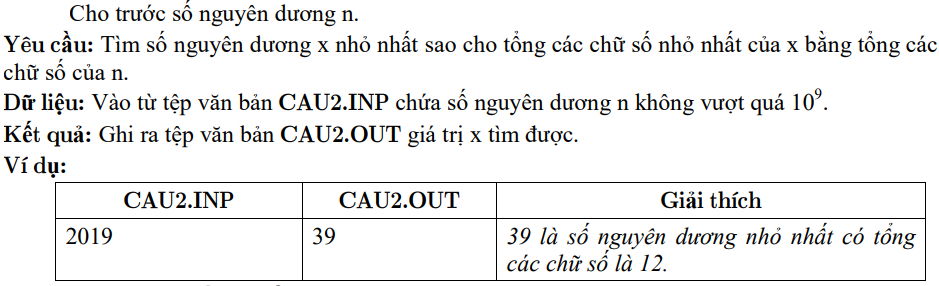 Cho trước số nguyên dương n.
Yêu cầu: Tìm số nguyên dương x nhỏ nhất sao cho tổng các chữ số nhỏ nhất của x bằng tổng các
chữ số của n.
Dữ liệu: Vào từ tệp văn bản CAU2.INP chứa số nguyên dương n không vượt quá 10⁹.
Kết quả: Ghi ra tệp văn bản CAU2.OUT giá trị x tìm được.
Ví dụ:
CAU2.INP CAU2.OUT Giải thích
2019 39 39 là số nguyên dương nhỏ nhất có tổng
các chữ số là 12.